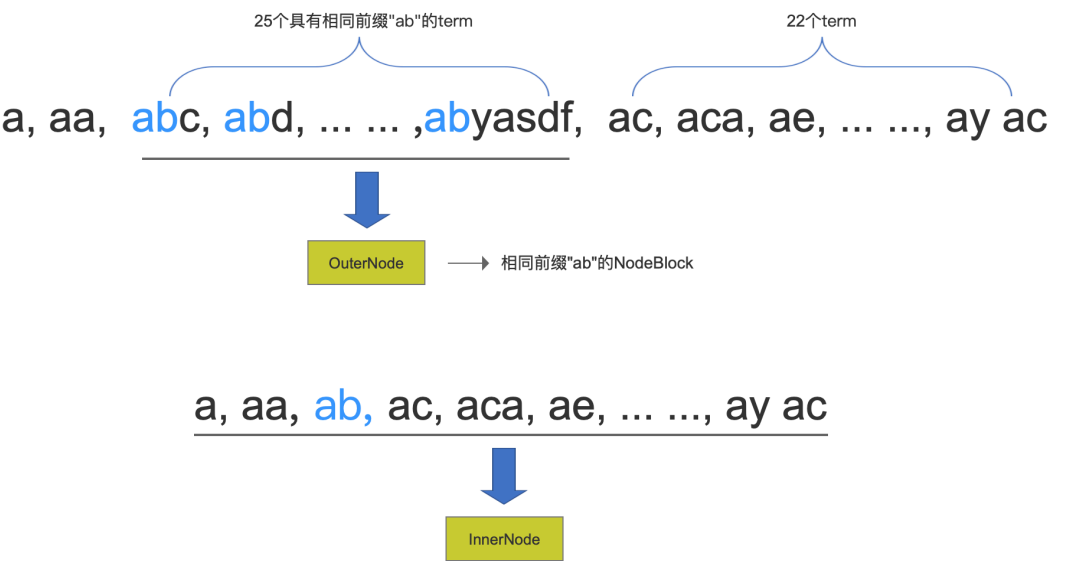 25个具有相同前缀"ab"的term
22个term
a, aa, abc, abd, ... ... ,abyasdf, ac, aca, ae, ... ..., ay ac
OuterNode
相同前缀"ab"的NodeBlock
a, aa, ab, ac, aca, ae, ... ..., ay ac
InnerNode